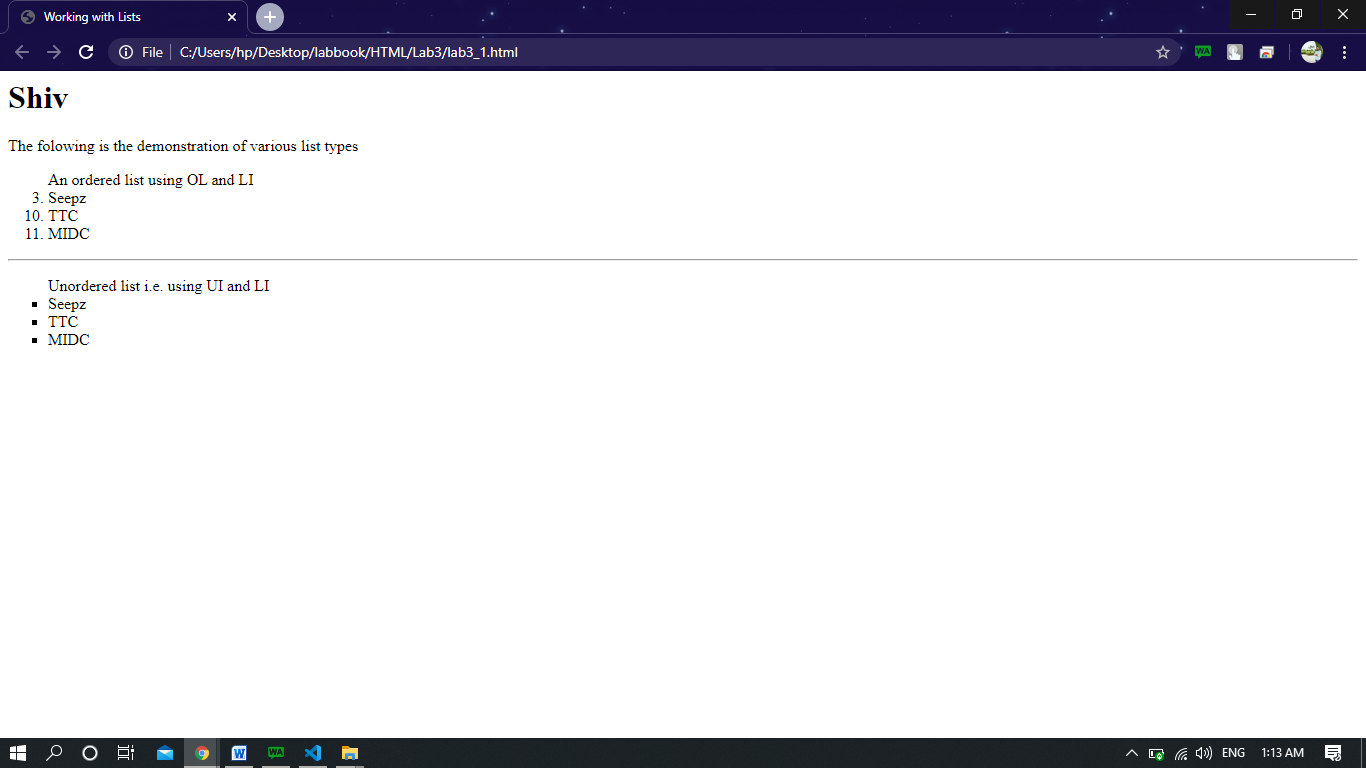 Working with Lists
File
C:/Users/hp/Desktop/labbook/HTML/Lab3/lab3_1.html
WA
Shiv
The folowing is the demonstration of various list types
An ordered list using OL and LI
3. Seepz
10. TTC
11. MIDC
Unordered list i.e. using UI and LI
Seepz
TTC
MIDC
W
WA
ENG
1:13 AM